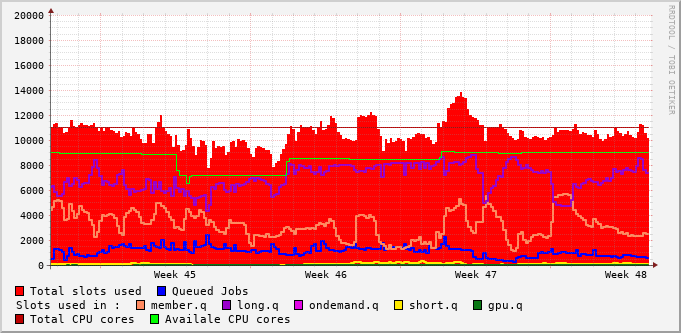 20000
18000
16000
14000
12000
10000
8000
6000
4000
2000
0
Week 45 Week 46 Week 47 Week 48
RRDTOOL / TOBI OETIKER
Total slots used Queued Jobs
Slots used in : member.q long.q ondemand.q short.q gpu.q
Total CPU cores Availale CPU cores